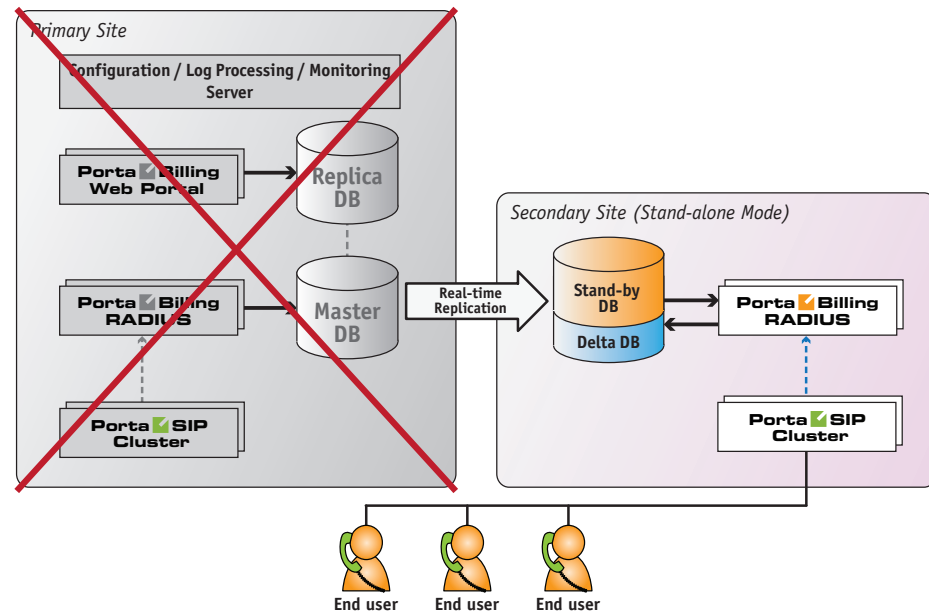 Primary Site
Configuration / Log Processing / Monitoring
Server
Porta Billing
Web Portal
Replica
DB
Porta Billing
RADIUS
Master
DB
Porta SIP
Cluster
Real-time
Replication
Secondary Site (Stand-alone Mode)
Stand-by
DB
Delta DB
Porta Billing
RADIUS
Porta SIP
Cluster
End user
End user
End user